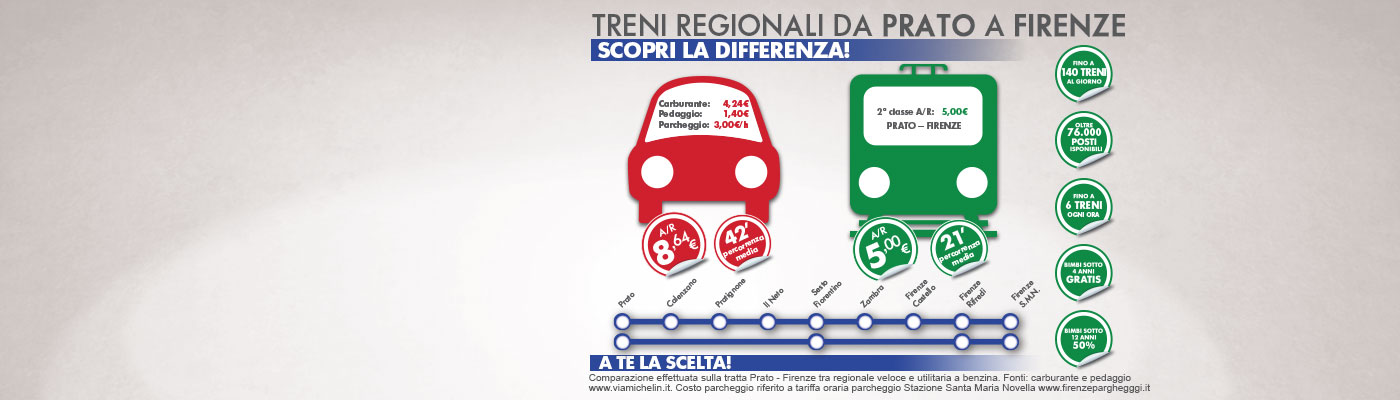 TRENI REGIONALI DA PRATO A FIRENZE
SCOPRI LA DIFFERENZA!
Carburante: 4,24€
Pedaggio: 1,40€
Parcheggio: 3,00€/h
A/R
8,64€
42'
percorrenza
media
2° classe A/R: 5,00€
PRATO – FIRENZE
A/R
5,00€
21'
percorrenza
media
FINO A
140 TRENI
AL GIORNO
OLTRE
76.000
POSTI
ISPONIBILI
FINO A
6 TRENI
OGNI ORA
BIMBI SOTTO
4 ANNI
GRATIS
BIMBI SOTTO
12 ANNI
50%
Prato
Calenzano
Pratignone
Il Neto
Sesto
Fiorentino
Zambra
Firenze
Castello
Firenze
Rifredi
Firenze
S.M.N.
A TE LA SCELTA!
Comparazione effettuata sulla tratta Prato - Firenze tra regionale veloce e utilitaria a benzina. Fonti: carburante e pedaggio
www.viamichelin.it. Costo parcheggio riferito a tariffa oraria parcheggio Stazione Santa Maria Novella www.firenzepargheggi.it